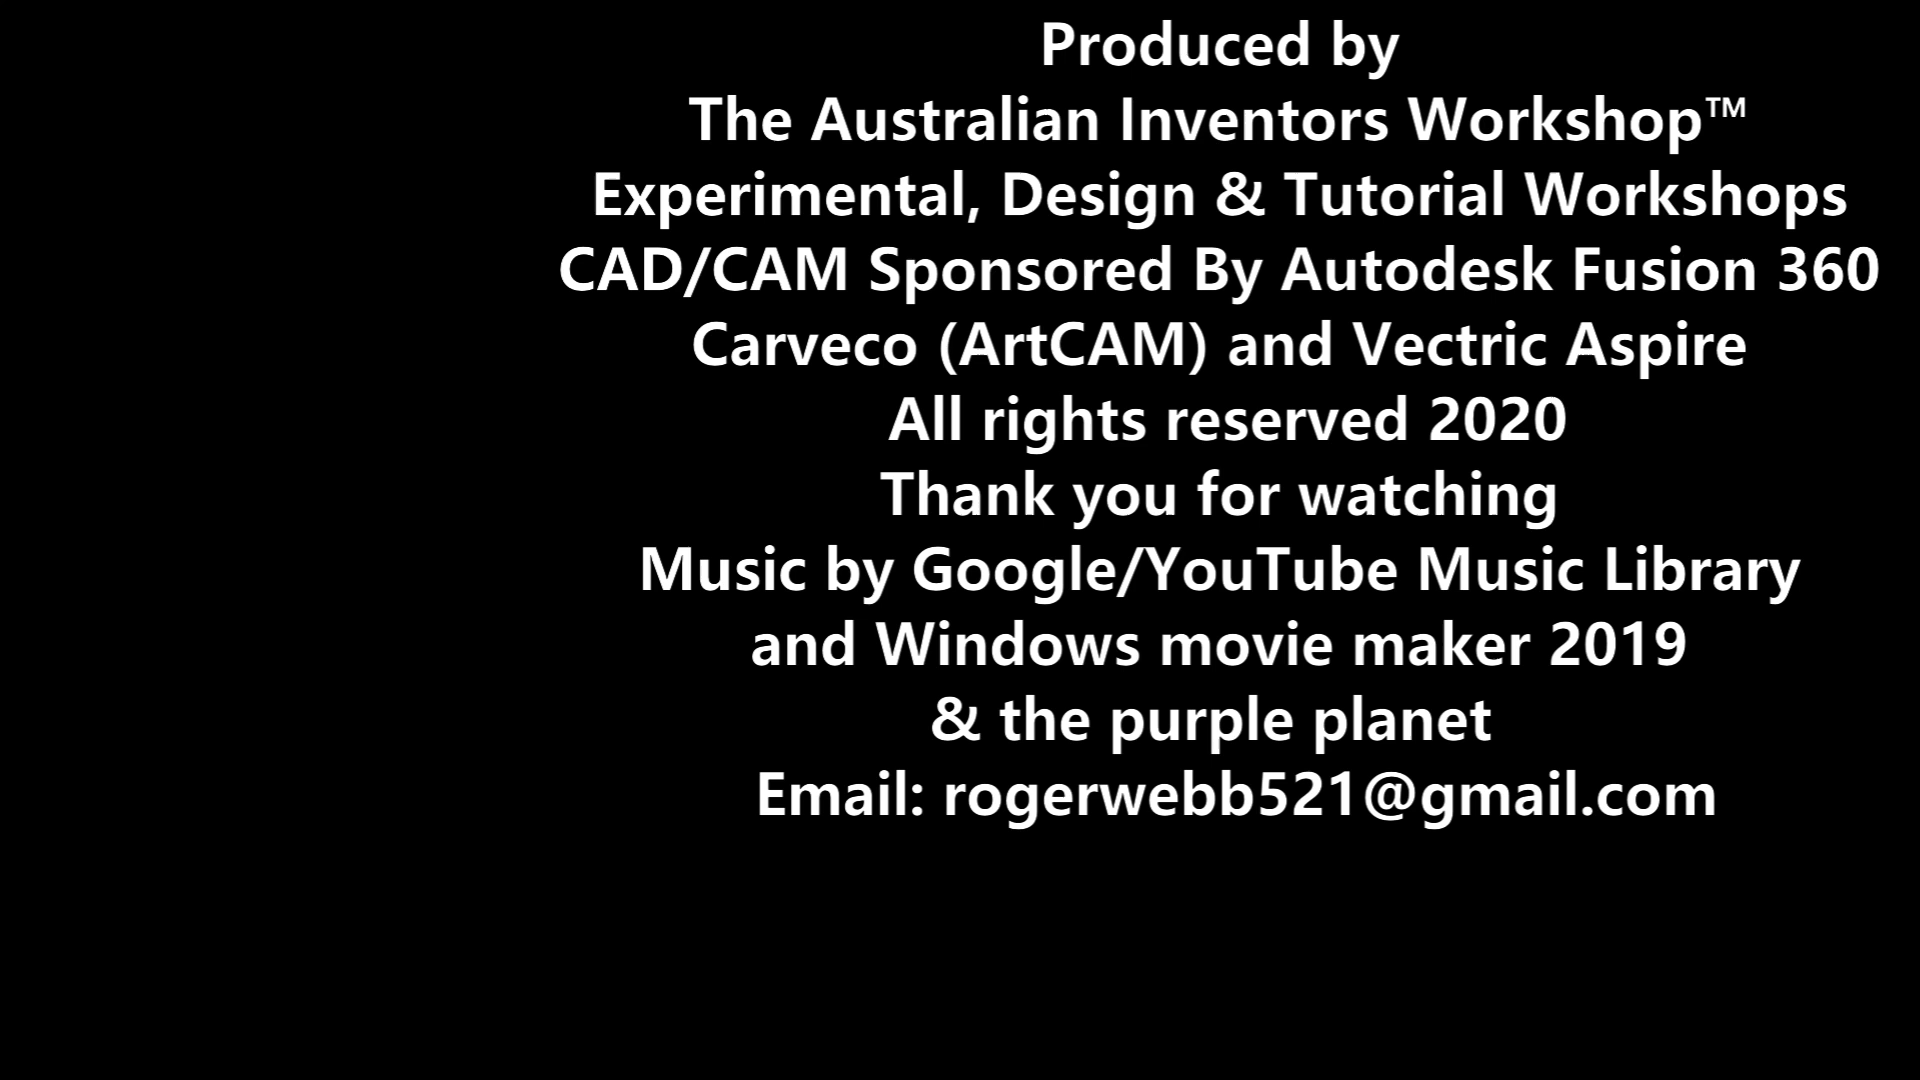 Produced by
The Australian Inventors Workshop™
Experimental, Design & Tutorial Workshops
CAD/CAM Sponsored By Autodesk Fusion 360
Carveco (ArtCAM) and Vectric Aspire
All rights reserved 2020
Thank you for watching
Music by Google/YouTube Music Library
and Windows movie maker 2019
& the purple planet
Email: rogerwebb521@gmail.com